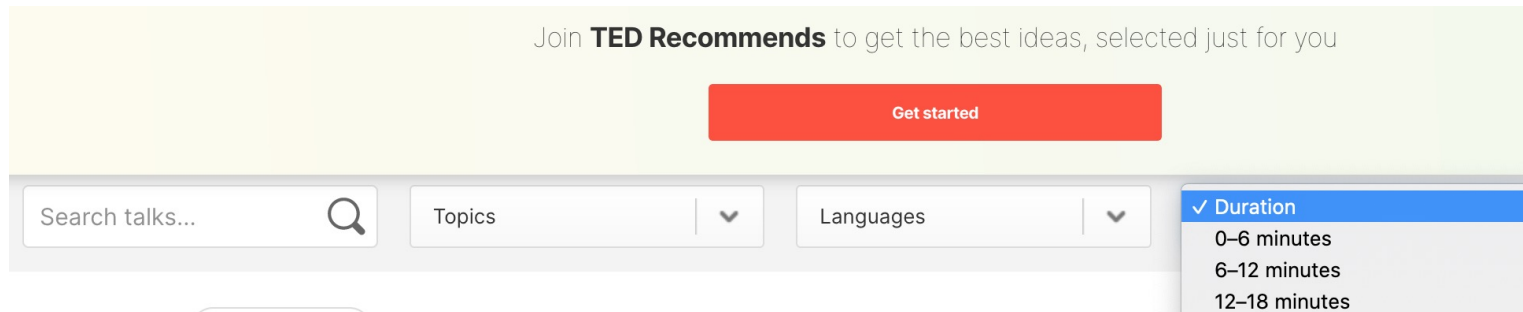 Join TED Recommends to get the best ideas, selected just for you
Get started
Search talks...
Topics
Languages
✓ Duration
0–6 minutes
6–12 minutes
12–18 minutes